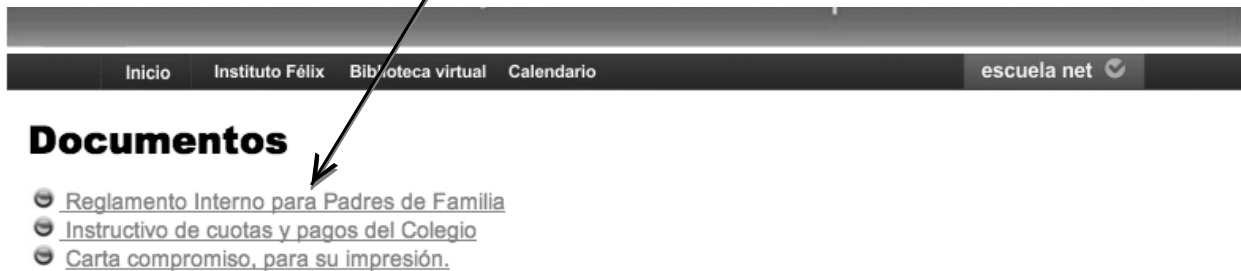 Inicio Instituto Félix Biblioteca virtual Calendario escuela net
Documentos
Reglamento Interno para Padres de Familia
Instructivo de cuotas y pagos del Colegio
Carta compromiso, para su impresión.